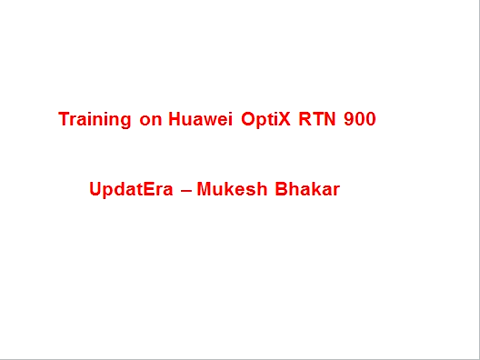 Training on Huawei OptiX RTN 900
UpdatEra – Mukesh Bhakar